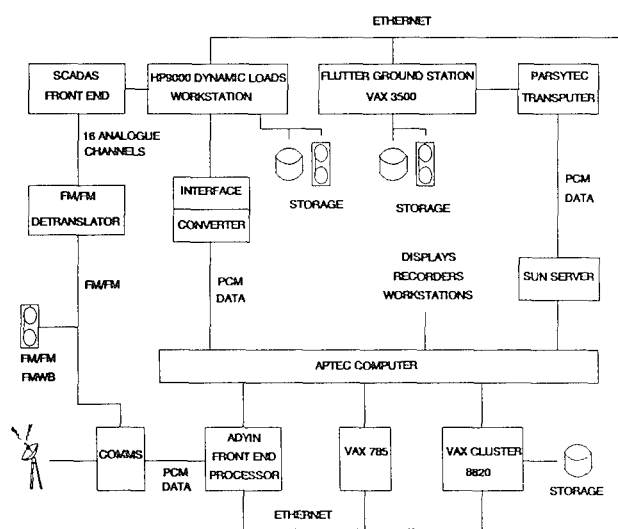 ETHERNET
SCADAS
FRONT END
HP9000 DYNAMIC LOADS
WORKSTATION
FLUTTER GROUND STATION
VAX 3500
PARSYTEC
TRANSPUTER
16 ANALOGUE
CHANNELS
STORAGE
STORAGE
INTERFACE
CONVERTER
PCM
DATA
FM/FM
DETRANSLATOR
DISPLAYS
RECORDERS
WORKSTATIONS
SUN SERVER
FM/FM
PCM
DATA
FM/FM
FMWB
APTEC COMPUTER
COMMS
PCM
DATA
ADYIN
FRONT END
PROCESSOR
VAX 785
VAX CLUSTER
8820
STORAGE
ETHERNET